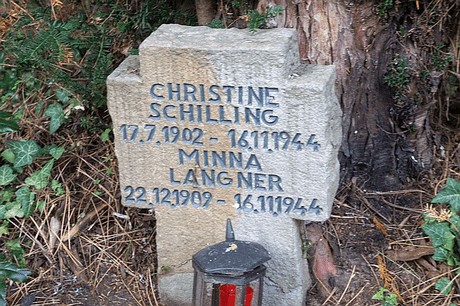 CHRISTINE
SCHILLING
17.7.1902 - 16.11.1944
MINNA
LANGNER
22.12.1909 - 16.11.1944